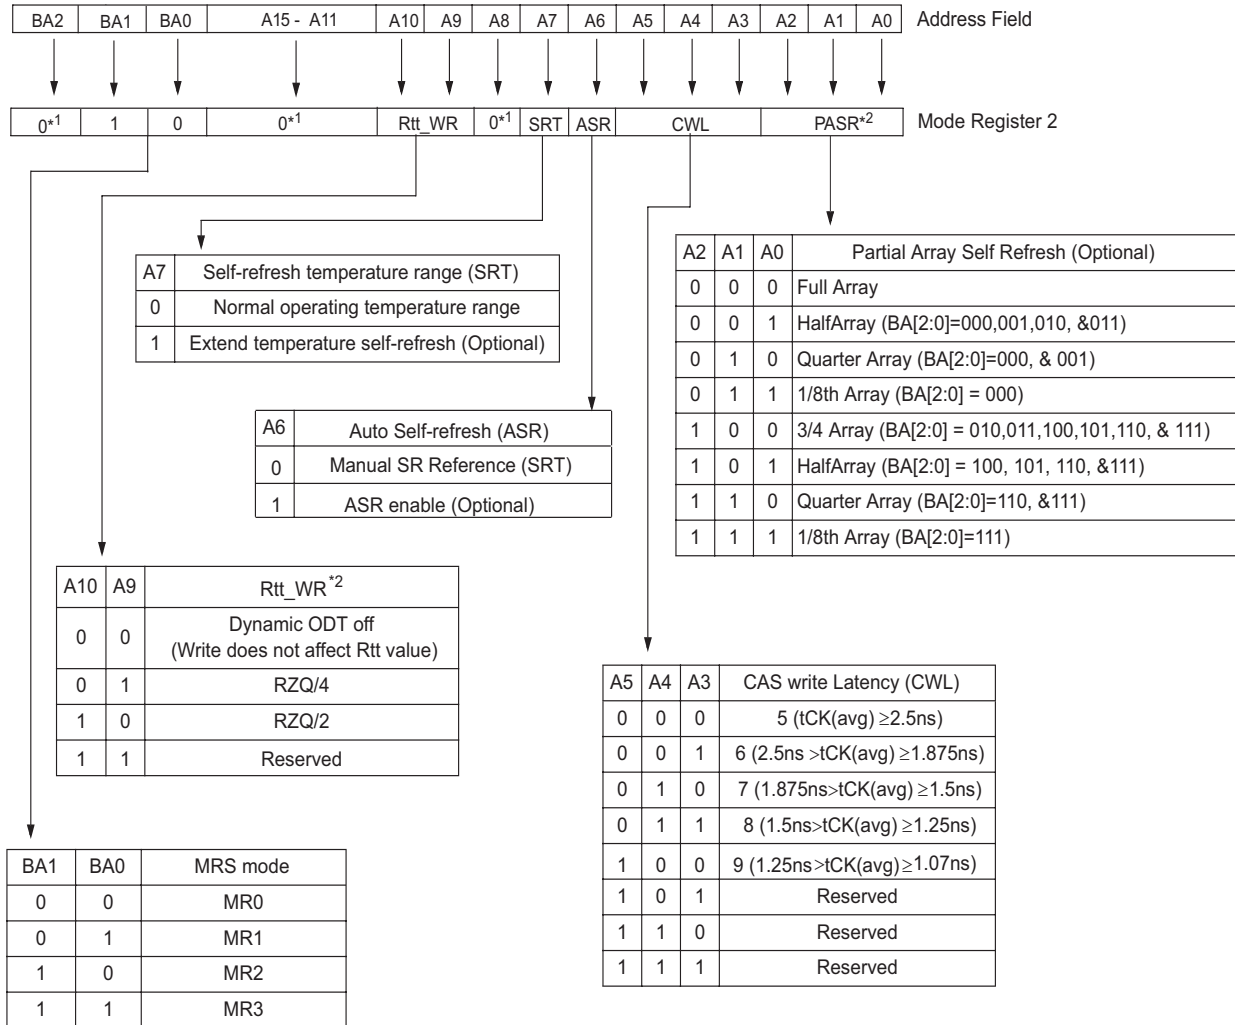 BA2 BA1 BA0 A15 - A11 A10 A9 A8 A7 A6 A5 A4 A3 A2 A1 A0 Address Field
0*1 1 0 0*1 Rtt_WR 0*1 SRT ASR CWL PASR*2 Mode Register 2
A7 Self-refresh temperature range (SRT)
0 Normal operating temperature range
1 Extend temperature self-refresh (Optional)
A2 A1 A0 Partial Array Self Refresh (Optional)
0 0 0 Full Array
0 0 1 HalfArray (BA[2:0]=000,001,010, &011)
0 1 0 Quarter Array (BA[2:0]=000, & 001)
0 1 1 1/8th Array (BA[2:0] = 000)
1 0 0 3/4 Array (BA[2:0] = 010,011,100,101,110, & 111)
1 0 1 HalfArray (BA[2:0] = 100, 101, 110, &111)
1 1 0 Quarter Array (BA[2:0]=110, &111)
1 1 1 1/8th Array (BA[2:0]=111)
A6 Auto Self-refresh (ASR)
0 Manual SR Reference (SRT)
1 ASR enable (Optional)
A10 A9 Rtt_WR*2
0 0 Dynamic ODT off
(Write does not affect Rtt value)
0 1 RZQ/4
1 0 RZQ/2
1 1 Reserved
A5 A4 A3 CAS write Latency (CWL)
0 0 0 5 (tCK(avg) ≥2.5ns)
0 0 1 6 (2.5ns >tCK(avg) ≥1.875ns)
0 1 0 7 (1.875ns>tCK(avg) ≥1.5ns)
0 1 1 8 (1.5ns>tCK(avg) ≥1.25ns)
1 0 0 9 (1.25ns>tCK(avg) ≥1.07ns)
1 0 1 Reserved
1 1 0 Reserved
1 1 1 Reserved
BA1 BA0 MRS mode
0 0 MR0
0 1 MR1
1 0 MR2
1 1 MR3